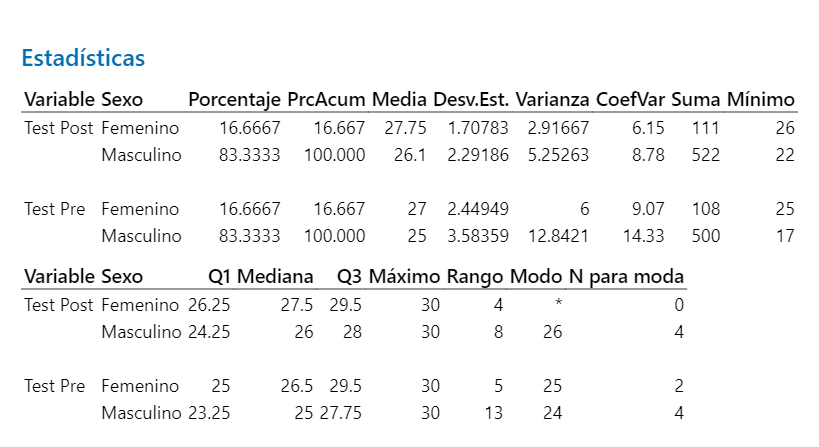 Estadísticas
Variable Sexo Porcentaje PrcAcum Media Desv.Est. Varianza CoefVar Suma Mínimo
Test Post Femenino 16.6667 16.667 27.75 1.70783 2.91667 6.15 111 26
Masculino 83.3333 100.000 26.1 2.29186 5.25263 8.78 522 22
Test Pre Femenino 16.6667 16.667 27 2.44949 6 9.07 108 25
Masculino 83.3333 100.000 25 3.58359 12.8421 14.33 500 17
Variable Sexo Q1 Mediana Q3 Máximo Rango Modo N para moda
Test Post Femenino 26.25 27.5 29.5 30 4 * 0
Masculino 24.25 26 28 30 8 26 4
Test Pre Femenino 25 26.5 29.5 30 5 25 2
Masculino 23.25 25 27.75 30 13 24 4